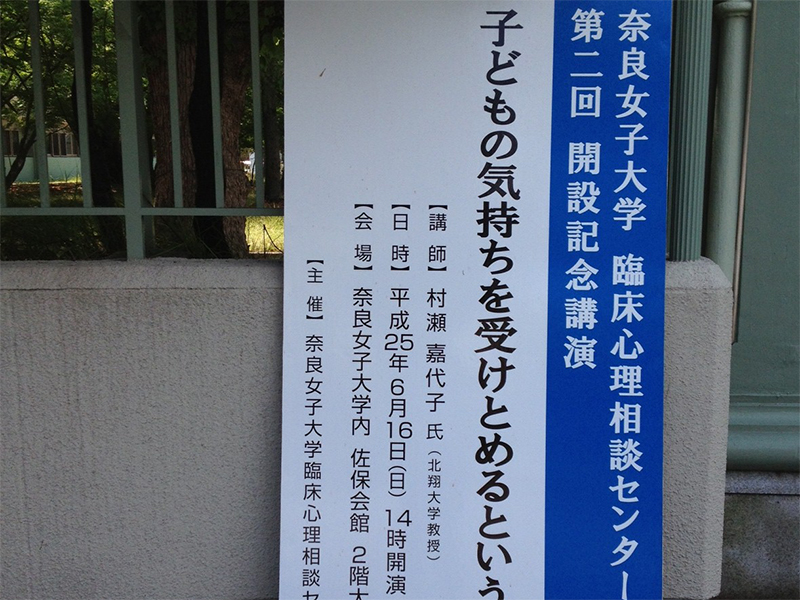 奈良女子大学 臨床心理相談センター
第二回 開設記念講演
子どもの気持ちを受けとめるという
【講師】村瀬 嘉代子 氏(北翔大学教授)
【日時】平成25年6月16日(日)14時開演
【会場】奈良女子大学内 佐保会館 2階大
【主催】奈良女子大学臨床心理相談セ